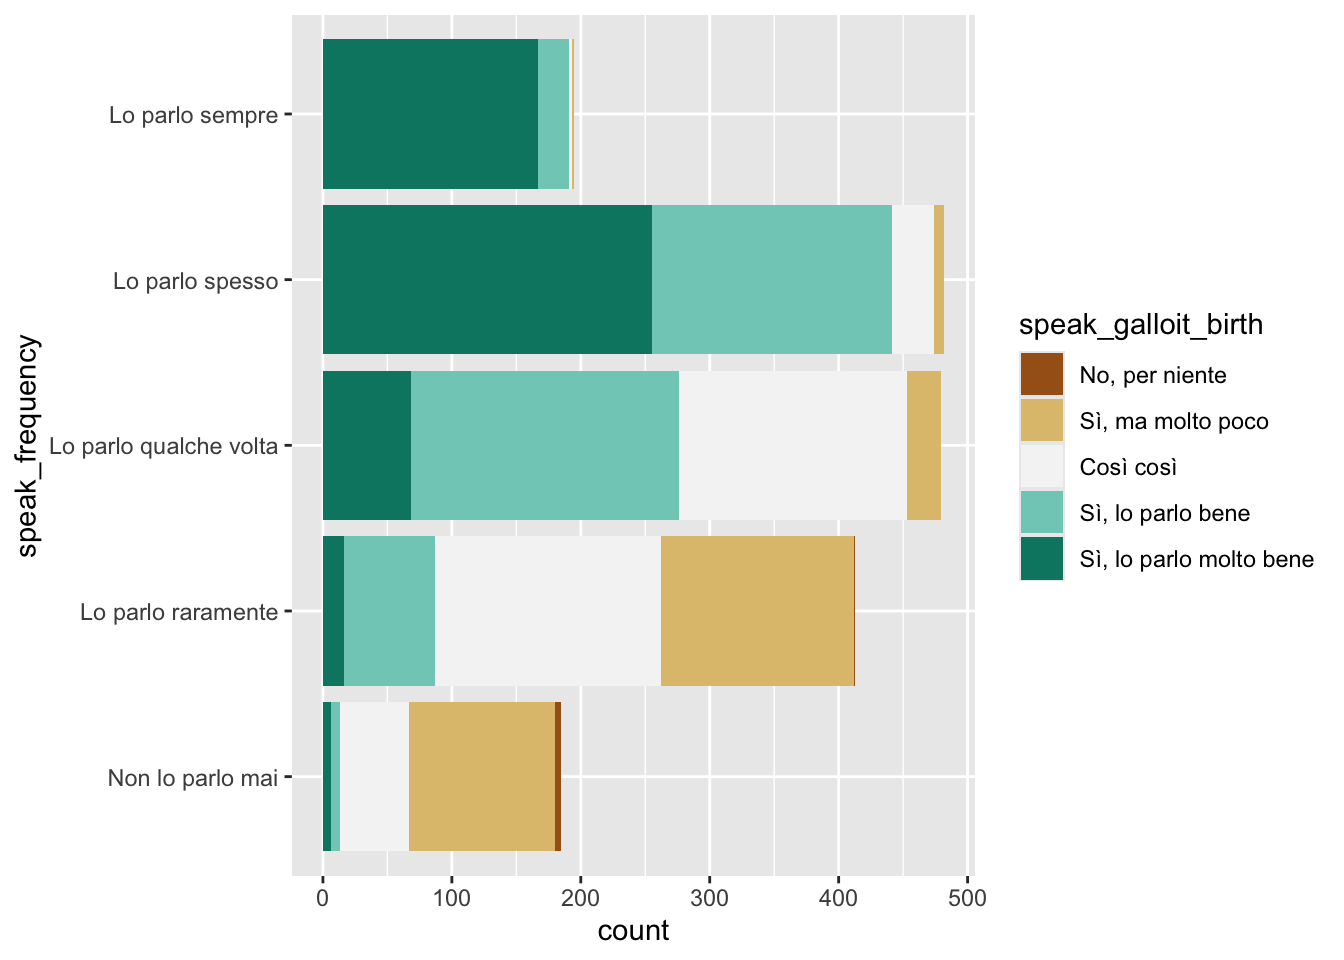 Lo parlo sempre
Lo parlo spesso
Lo parlo qualche volta
Lo parlo raramente
Non lo parlo mai
speak_frequency
0 100 200 300 400 500
count
speak_galloit_birth
No, per niente
Sì, ma molto poco
Così così
Sì, lo parlo bene
Sì, lo parlo molto bene